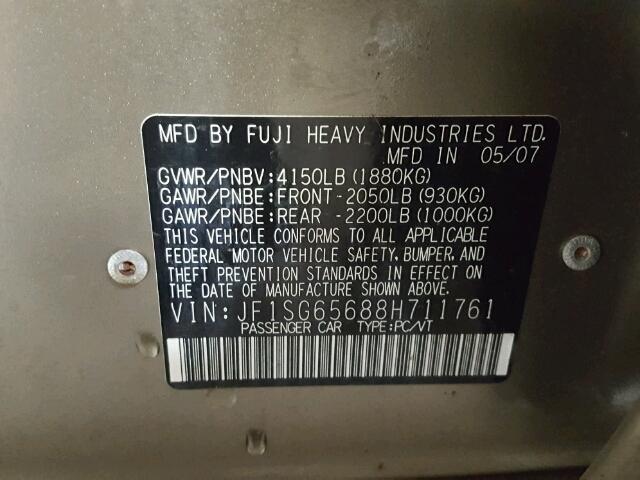 MFD BY FUJI HEAVY INDUSTRIES LTD.
MFD IN 05/07
GVWR/PNBV:4150LB (1880KG)
GAWR/PNBE:FRONT-2050LB (930KG)
GAWR/PNBE:REAR -2200LB (1000KG)
THIS VEHICLE CONFORMS TO ALL APPLICABLE
FEDERAL MOTOR VEHICLE SAFETY, BUMPER, AND
THEFT PREVENTION STANDARDS IN EFFECT ON
THE DATE OF MANUFACTURE SHOWN ABOVE.
VIN:JF1SG65688H711761
PASSENGER CAR TYPE:PC/VT